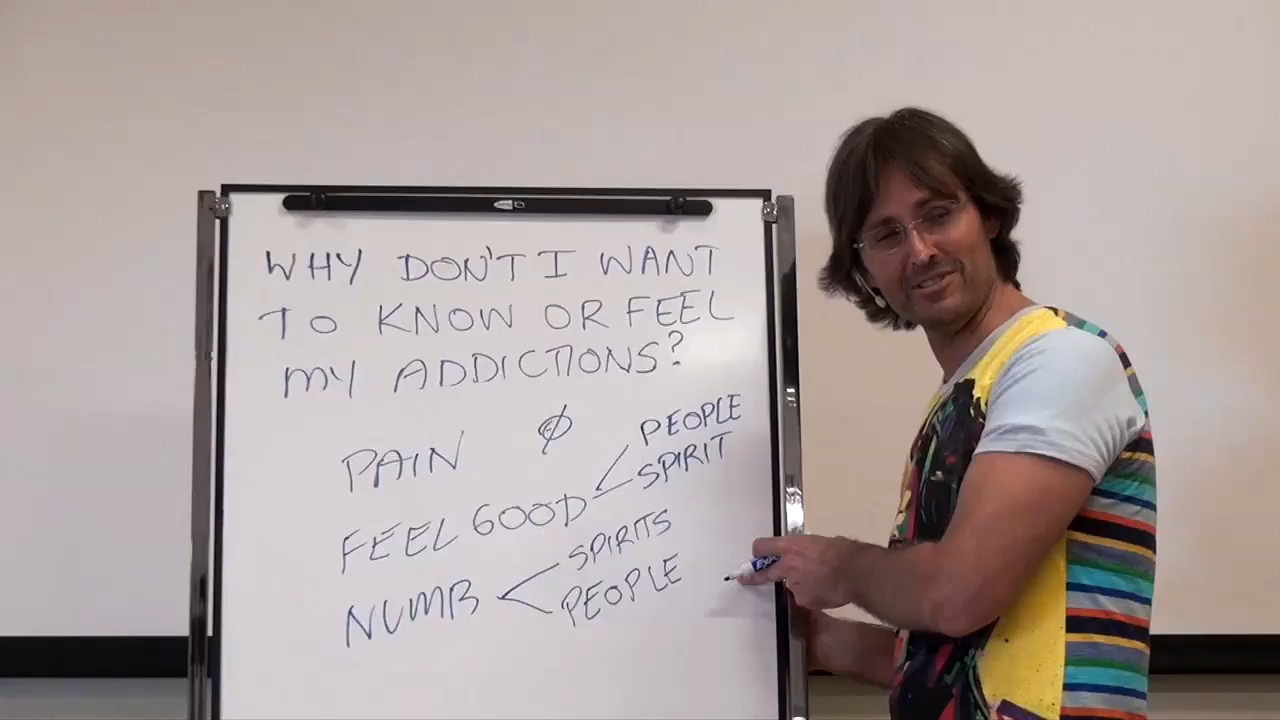 WHY DON'T I WANT
TO KNOW OR FEEL
MY ADDICTIONS?
PAIN Ø
PEOPLE
FEEL GOOD < SPIRIT
SPIRITS
NUMB < PEOPLE